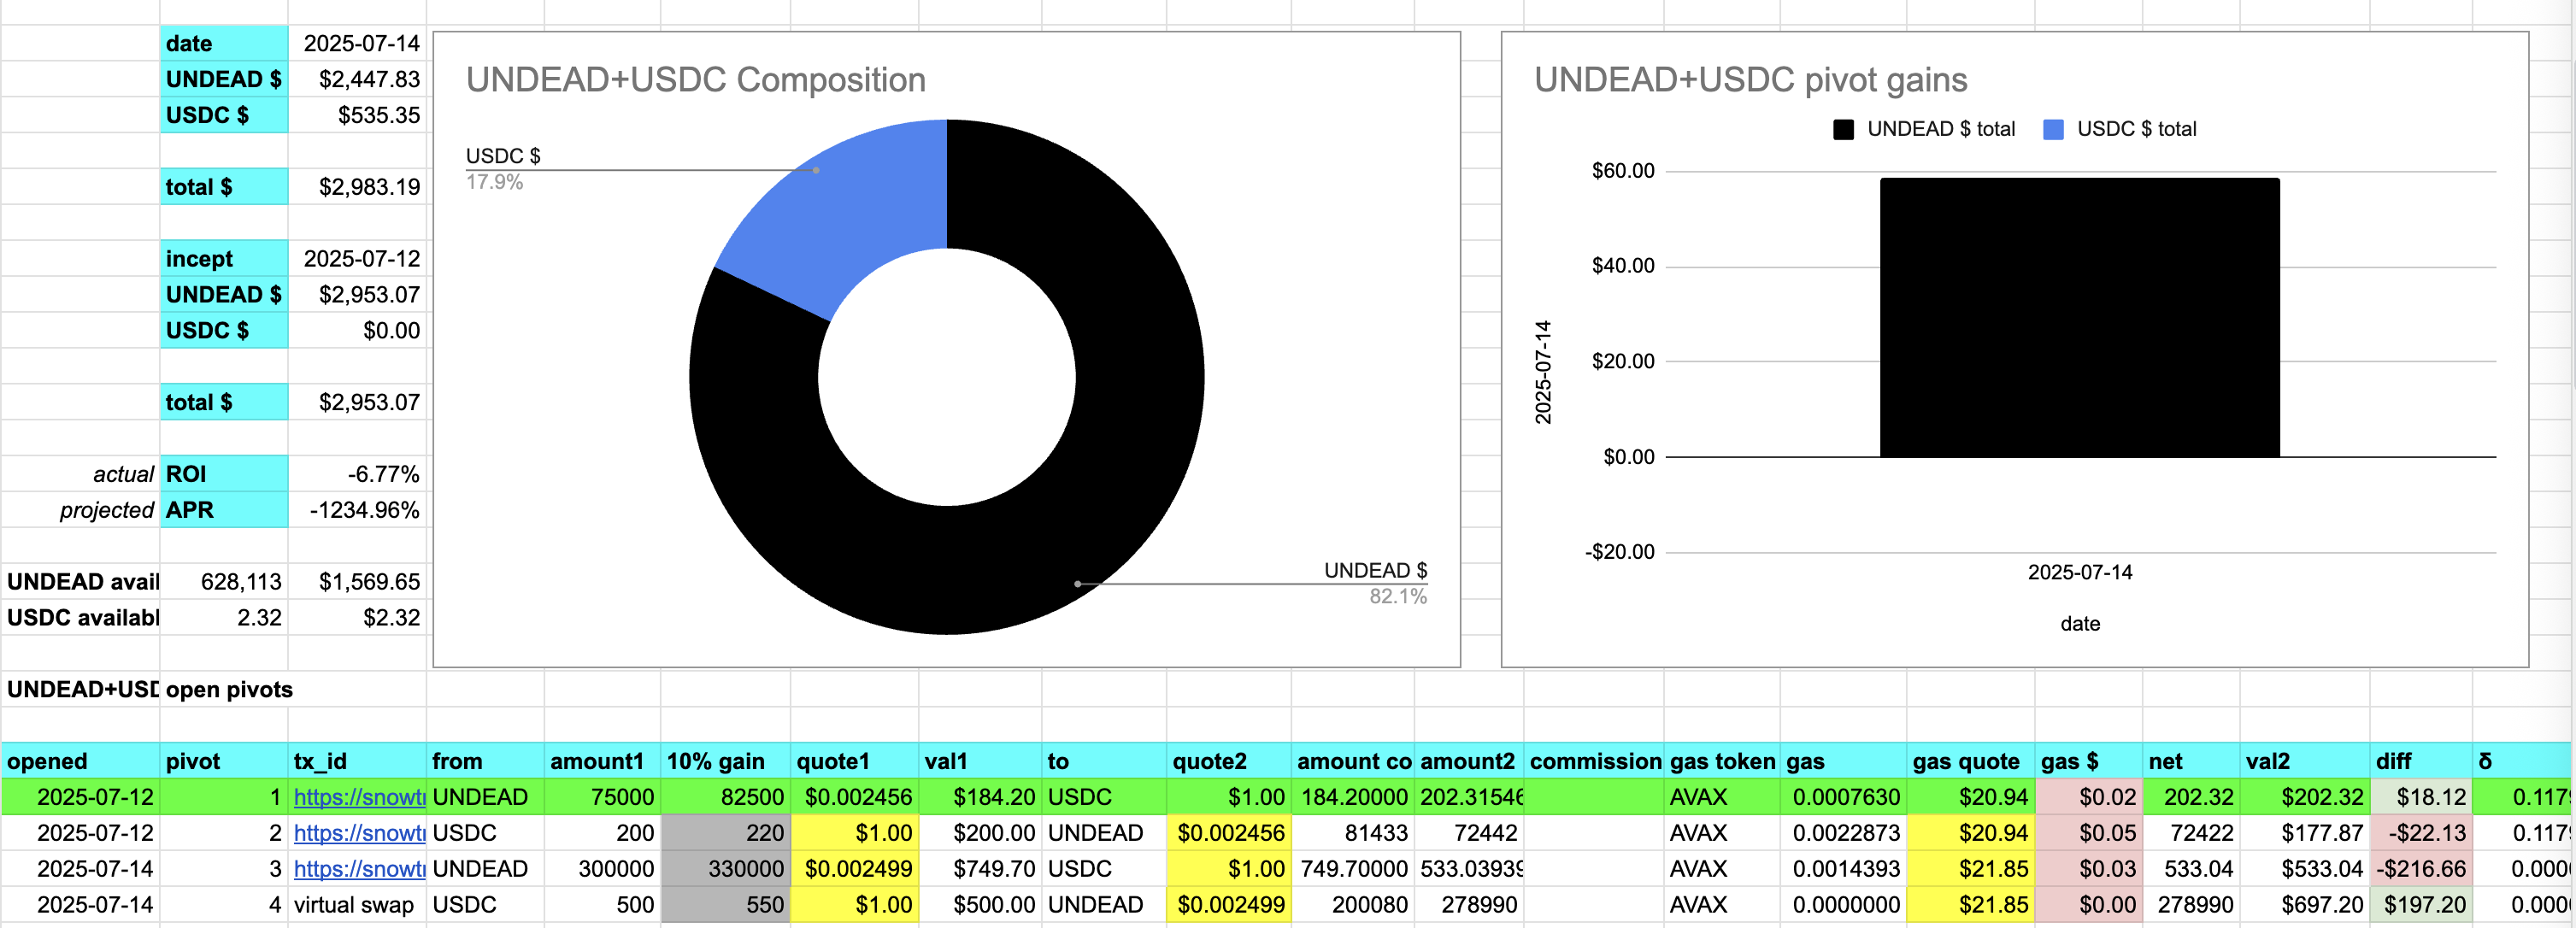 date 2025-07-14
UNDEAD $ $2,447.83
USDC $ $535.35
total $ $2,983.19
incept 2025-07-12
UNDEAD $ $2,953.07
USDC $ $0.00
total $ $2,953.07
actual ROI -6.77%
projected APR -1234.96%
UNDEAD avail 628,113 $1,569.65
USDC availabl 2.32 $2.32
UNDEAD+USDC Composition
USDC $
17.9%
UNDEAD $
82.1%
UNDEAD+USDC pivot gains
UNDEAD $ total USDC $ total
$60.00
$40.00
$20.00
$0.00
-$20.00
2025-07-14
2025-07-14
date
UNDEAD+USD open pivots
opened pivot tx_id from amount1 10% gain quote1 val1 to quote2 amount co amount2 commission gas token gas gas quote gas $ net val2 diff δ
2025-07-12 1 https://snowtr UNDEAD 75000 82500 $0.002456 $184.20 USDC $1.00 184.20000 202.31546 AVAX 0.0007630 $20.94 $0.02 202.32 $202.32 $18.12 0.117
2025-07-12 2 https://snowtr USDC 200 220 $1.00 $200.00 UNDEAD $0.002456 81433 72442 AVAX 0.0022873 $20.94 $0.05 72422 $177.87 -$22.13 0.117
2025-07-14 3 https://snowtr UNDEAD 300000 330000 $0.002499 $749.70 USDC $1.00 749.70000 533.03939 AVAX 0.0014393 $21.85 $0.03 533.04 $533.04 -$216.66 0.000
2025-07-14 4 virtual swap USDC 500 550 $1.00 $500.00 UNDEAD $0.002499 200080 278990 AVAX 0.0000000 $21.85 $0.00 278990 $697.20 $197.20 0.000